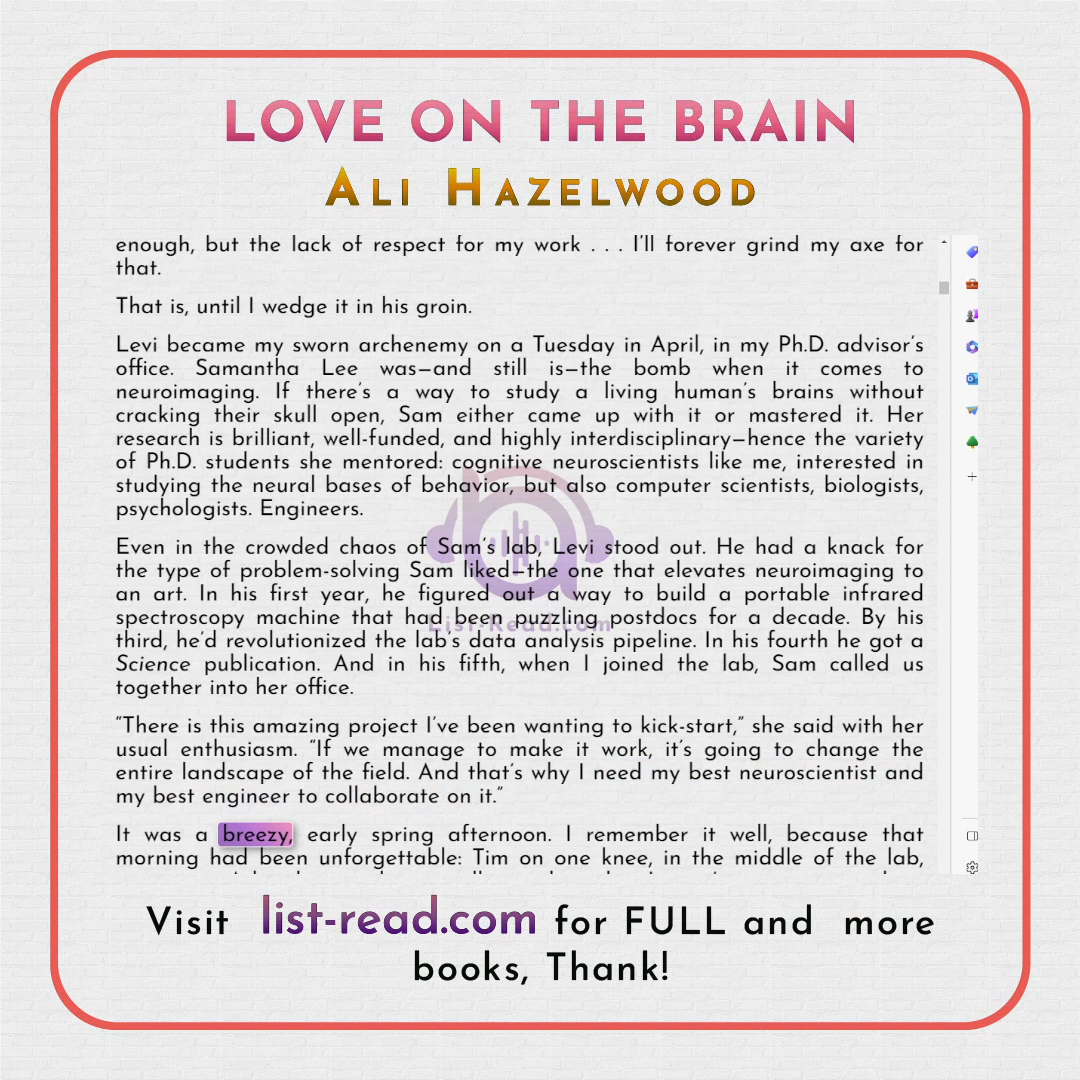 LOVE ON THE BRAIN
ALI HAZELWOOD
enough, but the lack of respect for my work . . . I'll forever grind my axe for
that.
That is, until I wedge it in his groin.
Levi became my sworn archenemy on a Tuesday in April, in my Ph.D. advisor's
office. Samantha Lee was—and still is—the bomb when it comes to
neuroimaging. If there's a way to study a living human's brains without
cracking their skull open, Sam either came up with it or mastered it. Her
research is brilliant, well-funded, and highly interdisciplinary—hence the variety
of Ph.D. students she mentored: cognitive neuroscientists like me, interested in
studying the neural bases of behavior, but also computer scientists, biologists,
psychologists. Engineers.
Even in the crowded chaos of Sam's lab, Levi stood out. He had a knack for
the type of problem-solving Sam liked—the one that elevates neuroimaging to
an art. In his first year, he figured out a way to build a portable infrared
spectroscopy machine that had been puzzling postdocs for a decade. By his
third, he'd revolutionized the lab's data analysis pipeline. In his fourth he got a
Science publication. And in his fifth, when I joined the lab, Sam called us
together into her office.
“There is this amazing project I've been wanting to kick-start,” she said with her
usual enthusiasm. “If we manage to make it work, it's going to change the
entire landscape of the field. And that's why I need my best neuroscientist and
my best engineer to collaborate on it.”
It was a breezy, early spring afternoon. I remember it well, because that
morning had been unforgettable: Tim on one knee, in the middle of the lab,
List-Read.com
Visit list-read.com for FULL and more
books, Thank!